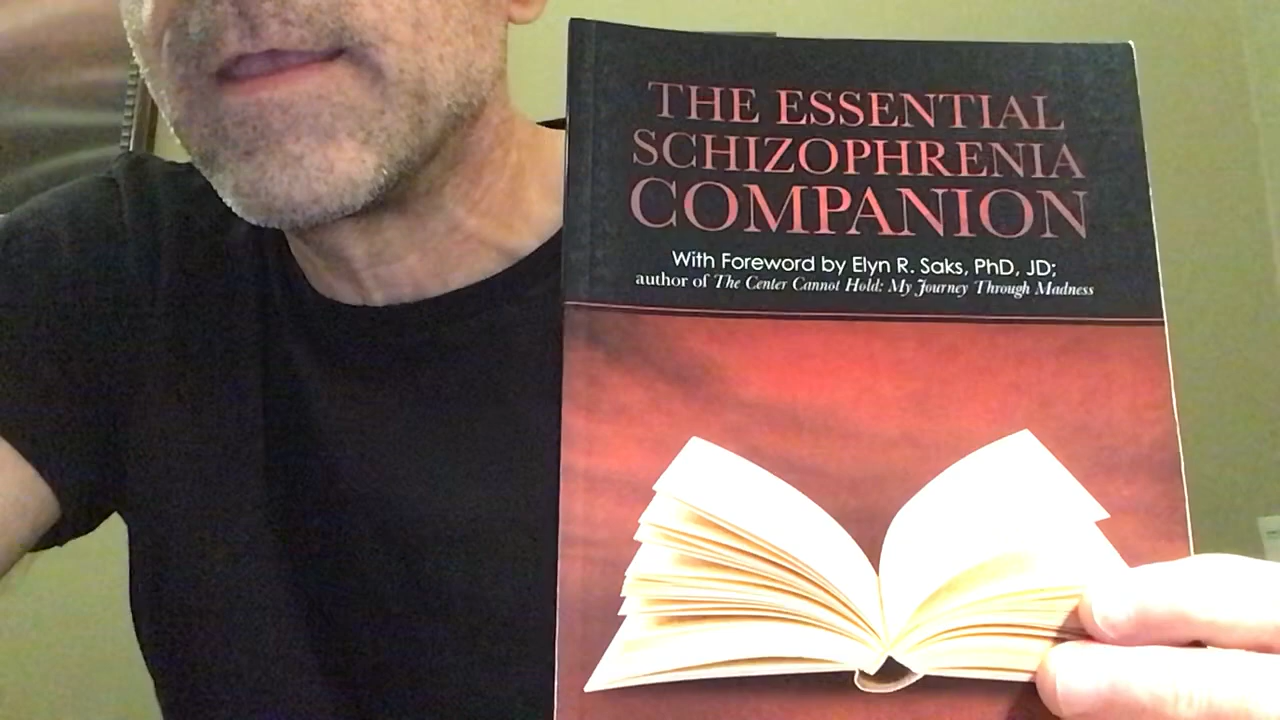 THE ESSENTIAL
SCHIZOPHRENIA
COMPANION
With Foreword by Elyn R. Saks, PhD, JD;
author of The Center Cannot Hold: My Journey Through Madness